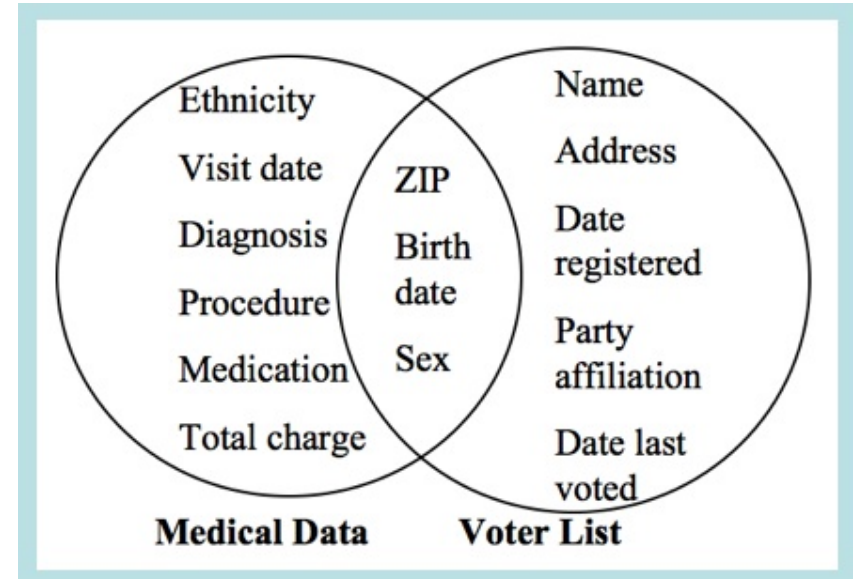 Ethnicity
Visit date
Diagnosis
Procedure
Medication
Total charge
ZIP
Birth
date
Sex
Name
Address
Date
registered
Party
affiliation
Date last
voted
Medical Data
Voter List